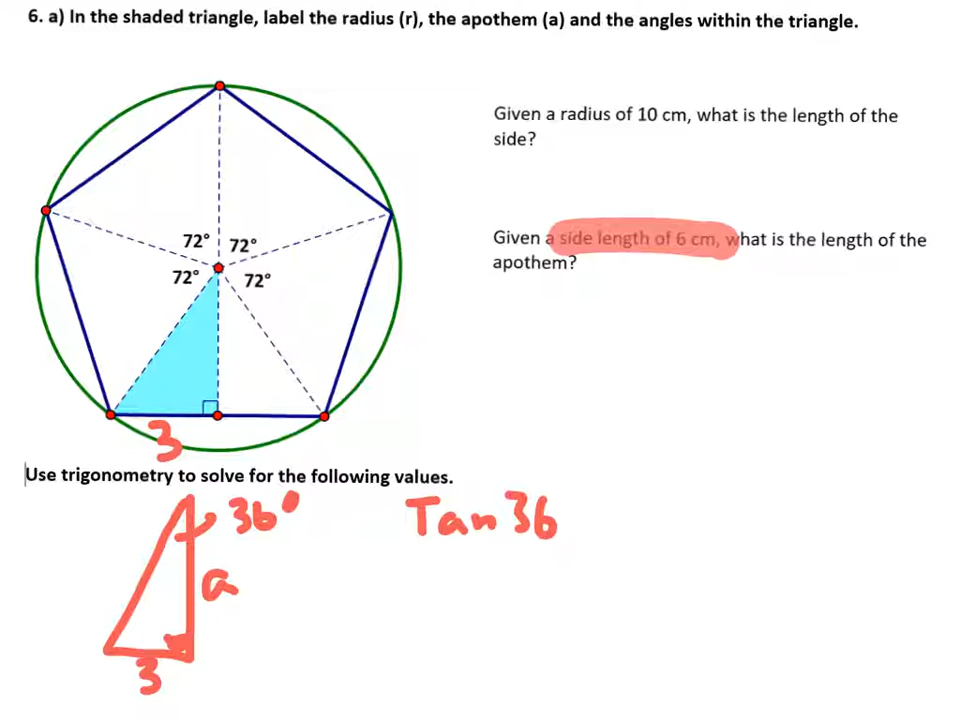 6. a) In the shaded triangle, label the radius (r), the apothem (a) and the angles within the triangle.
Given a radius of 10 cm, what is the length of the
side?
72° 72°
Given a side length of 6 cm, what is the length of the
apothem?
72° 72°
3
Use trigonometry to solve for the following values.
36° Tan 36
a
3